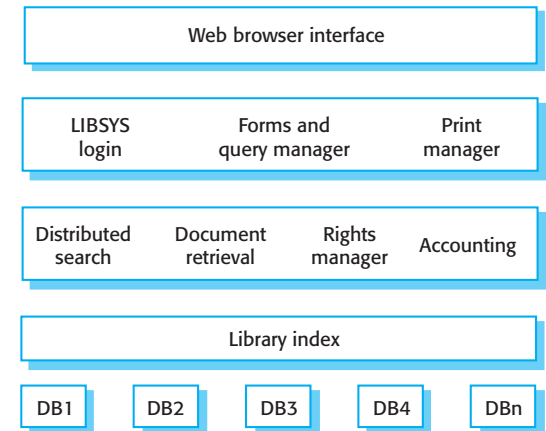 Web browser interface
LIBSYS login
Forms and query manager
Print manager
Distributed search
Document retrieval
Rights manager
Accounting
Library index
DB1
DB2
DB3
DB4
DBn